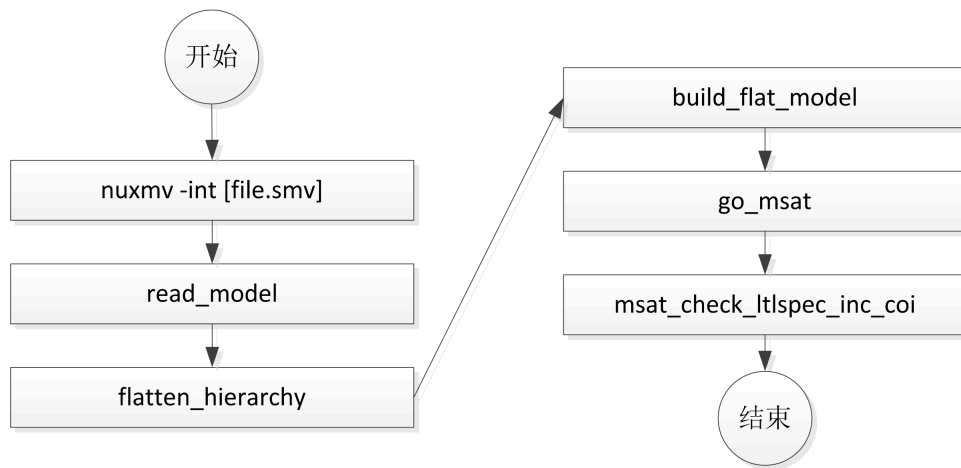 开始
nuxmv -int [file.smv]
read_model
flatten_hierarchy
build_flat_model
go_msat
msat_check_ltlspec_inc_coi
结束